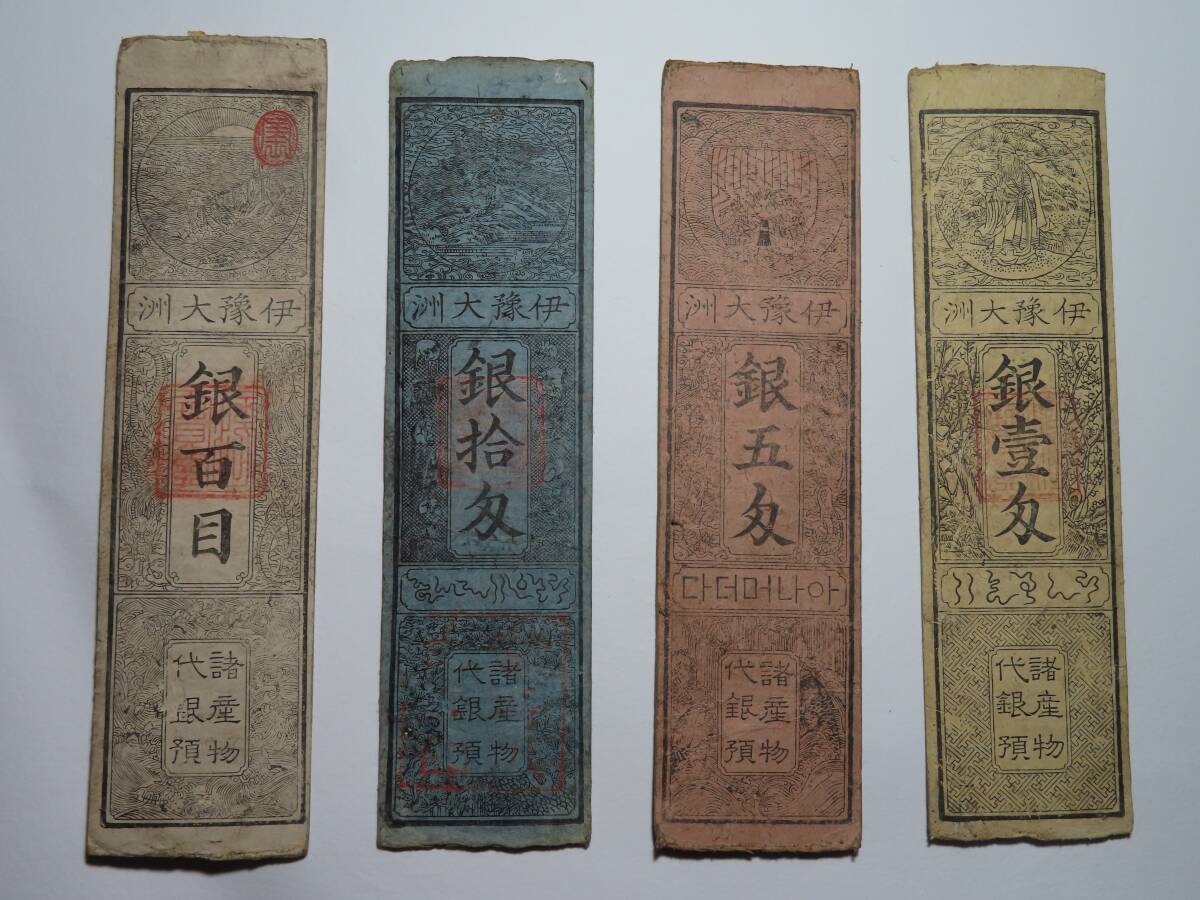 伊豫大洲
銀百目
諸産物
代銀預
伊豫大洲
銀拾匁
諸産物
代銀預
伊豫大洲
銀五匁
아나머더다
諸産物
代銀預
伊豫大洲
銀壹匁
諸産物
代銀預